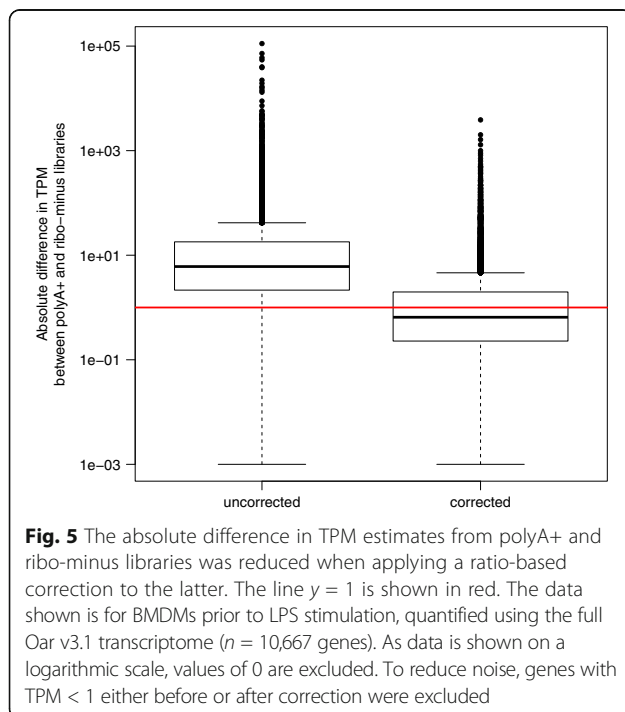 Absolute difference in TPM
between polyA+ and ribo−minus libraries
1e+05
1e+03
1e+01
1e−01
1e−03
uncorrected
corrected
Fig. 5 The absolute difference in TPM estimates from polyA+ and
ribo-minus libraries was reduced when applying a ratio-based
correction to the latter. The line y = 1 is shown in red. The data
shown is for BMDMs prior to LPS stimulation, quantified using the full
Oar v3.1 transcriptome (n = 10,667 genes). As data is shown on a
logarithmic scale, values of 0 are excluded. To reduce noise, genes with
TPM < 1 either before or after correction were excluded